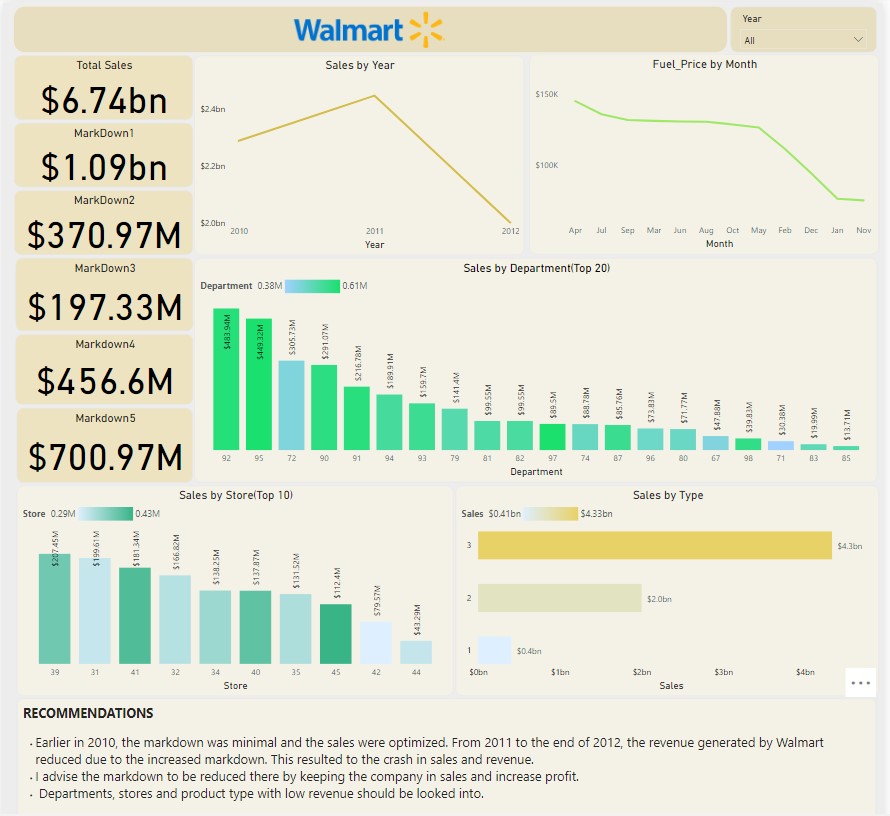 Walmart
Year
All
Total Sales
$6.74bn
MarkDown1
$1.09bn
MarkDown2
$370.97M
MarkDown3
$197.33M
Markdown4
$456.6M
Markdown5
$700.97M
Sales by Year
$2.4bn
$2.2bn
$2.0bn
2010 2011 2012
Year
Fuel_Price by Month
$150K
$100K
Apr Jul Sep Mar Jun Aug Oct May Feb Dec Jan Nov
Month
Sales by Department(Top 20)
Department 0.38M 0.61M
$483.94M $449.32M $305.73M $291.07M $216.78M $189.91M $159.7M $141.4M $99.55M $99.55M $89.5M $88.78M $85.76M $73.83M $71.77M $47.88M $39.83M $30.38M $19.99M $13.71M
92 95 72 90 91 94 93 79 81 82 97 74 87 96 80 67 98 71 83 85
Department
Sales by Store(Top 10)
Store 0.29M 0.43M
$207.45M $199.61M $181.34M $166.82M $138.25M $137.87M $131.52M $112.4M $79.57M $43.29M
39 31 41 32 34 40 35 45 42 44
Store
Sales by Type
Sales $0.41bn $4.33bn
3 $4.3bn
2 $2.0bn
1 $0.4bn
$0bn $1bn $2bn $3bn $4bn
Sales
RECOMMENDATIONS
· Earlier in 2010, the markdown was minimal and the sales were optimized. From 2011 to the end of 2012, the revenue generated by Walmart
reduced due to the increased markdown. This resulted to the crash in sales and revenue.
· I advise the markdown to be reduced there by keeping the company in sales and increase profit.
· Departments, stores and product type with low revenue should be looked into.